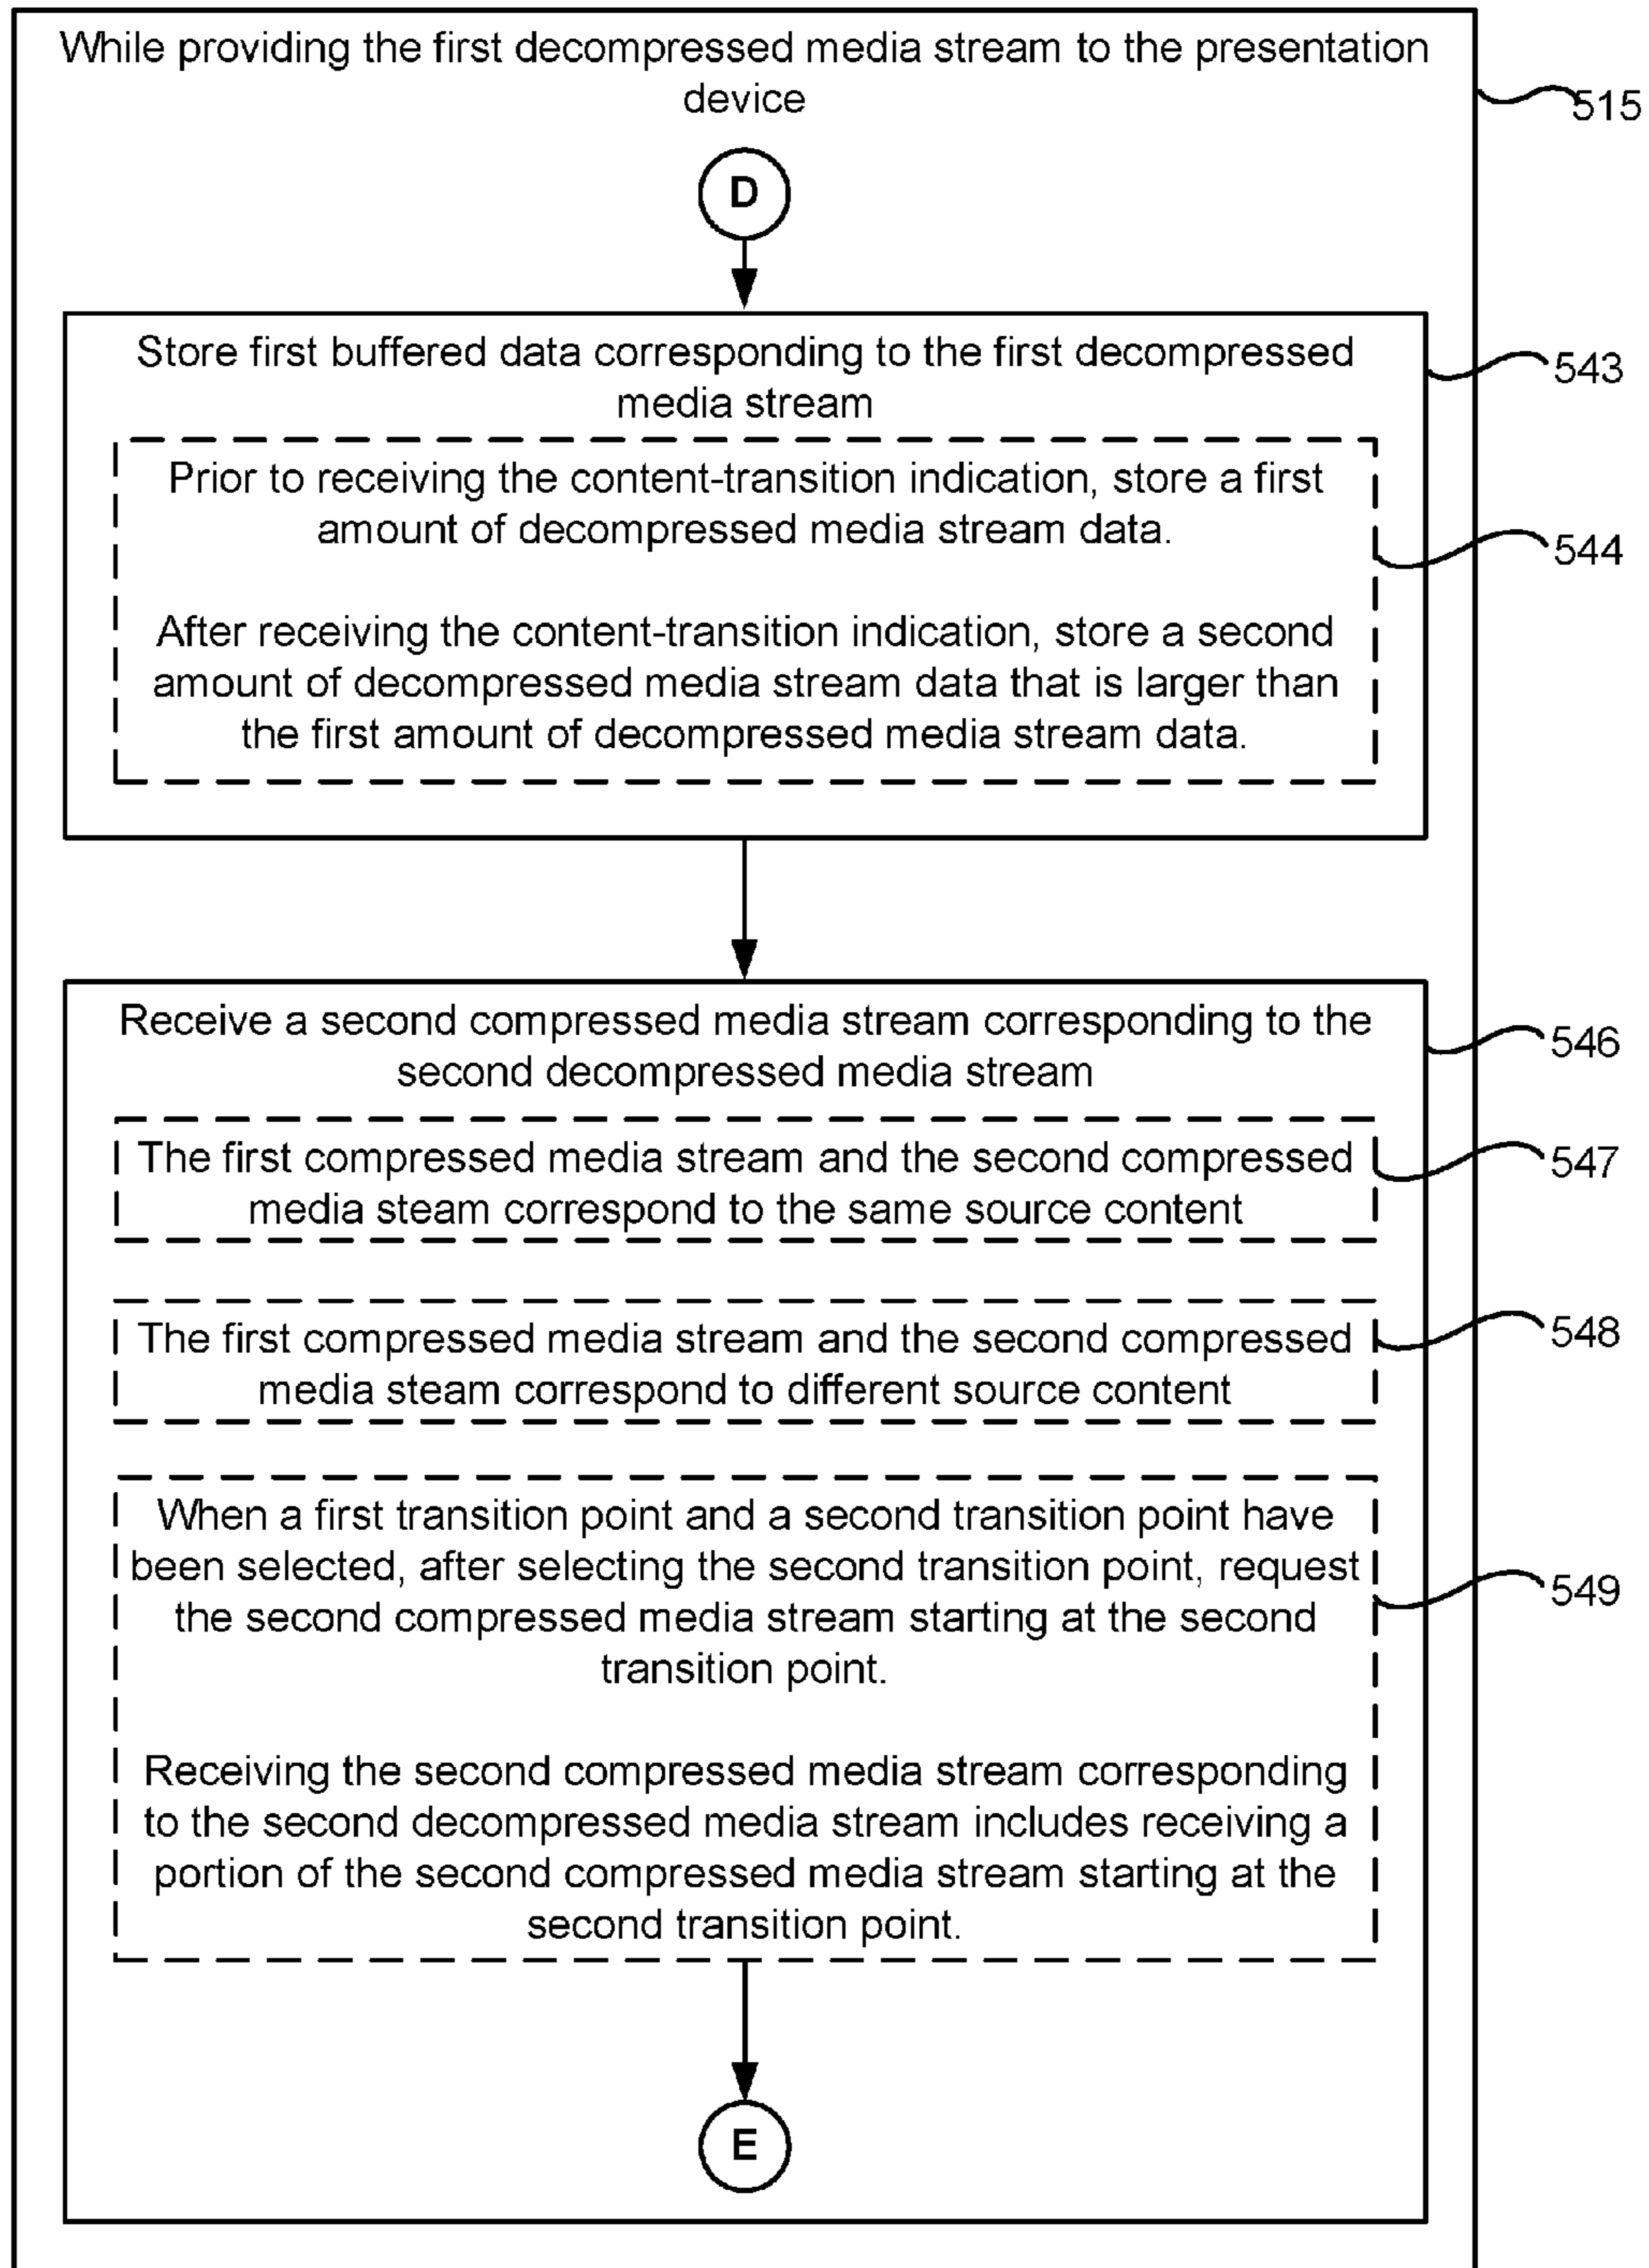 While providing the first decompressed media stream to the presentation
device
515
D
Store first buffered data corresponding to the first decompressed
media stream
543
Prior to receiving the content-transition indication, store a first
amount of decompressed media stream data.
544
After receiving the content-transition indication, store a second
amount of decompressed media stream data that is larger than
the first amount of decompressed media stream data.
Receive a second compressed media stream corresponding to the
second decompressed media stream
546
The first compressed media stream and the second compressed
media steam correspond to the same source content
547
The first compressed media stream and the second compressed
media steam correspond to different source content
548
When a first transition point and a second transition point have
been selected, after selecting the second transition point, request
the second compressed media stream starting at the second
transition point.
549
Receiving the second compressed media stream corresponding
to the second decompressed media stream includes receiving a
portion of the second compressed media stream starting at the
second transition point.
E